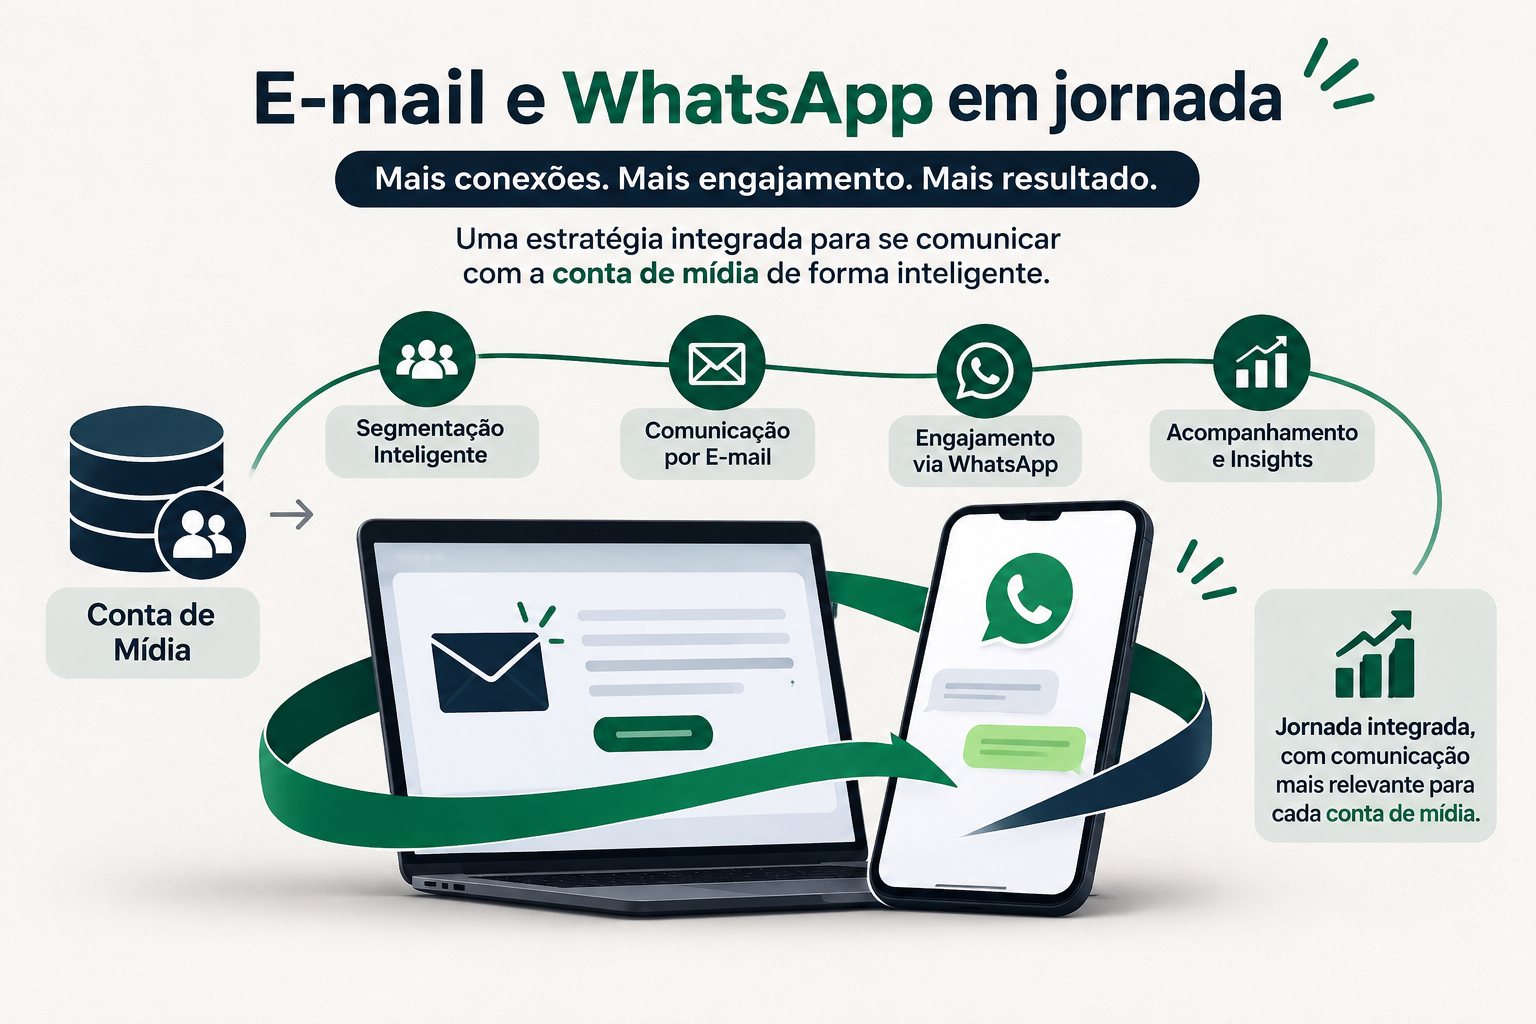 E-mail e WhatsApp em jornada
Mais conexões. Mais engajamento. Mais resultado.
Uma estratégia integrada para se comunicar
com a conta de mídia de forma inteligente.
Segmentação
Inteligente
Comunicação
por E-mail
Engajamento
via WhatsApp
Acompanhamento
e Insights
Conta de
Mídia
Jornada integrada,
com comunicação
mais relevante para
cada conta de mídia.